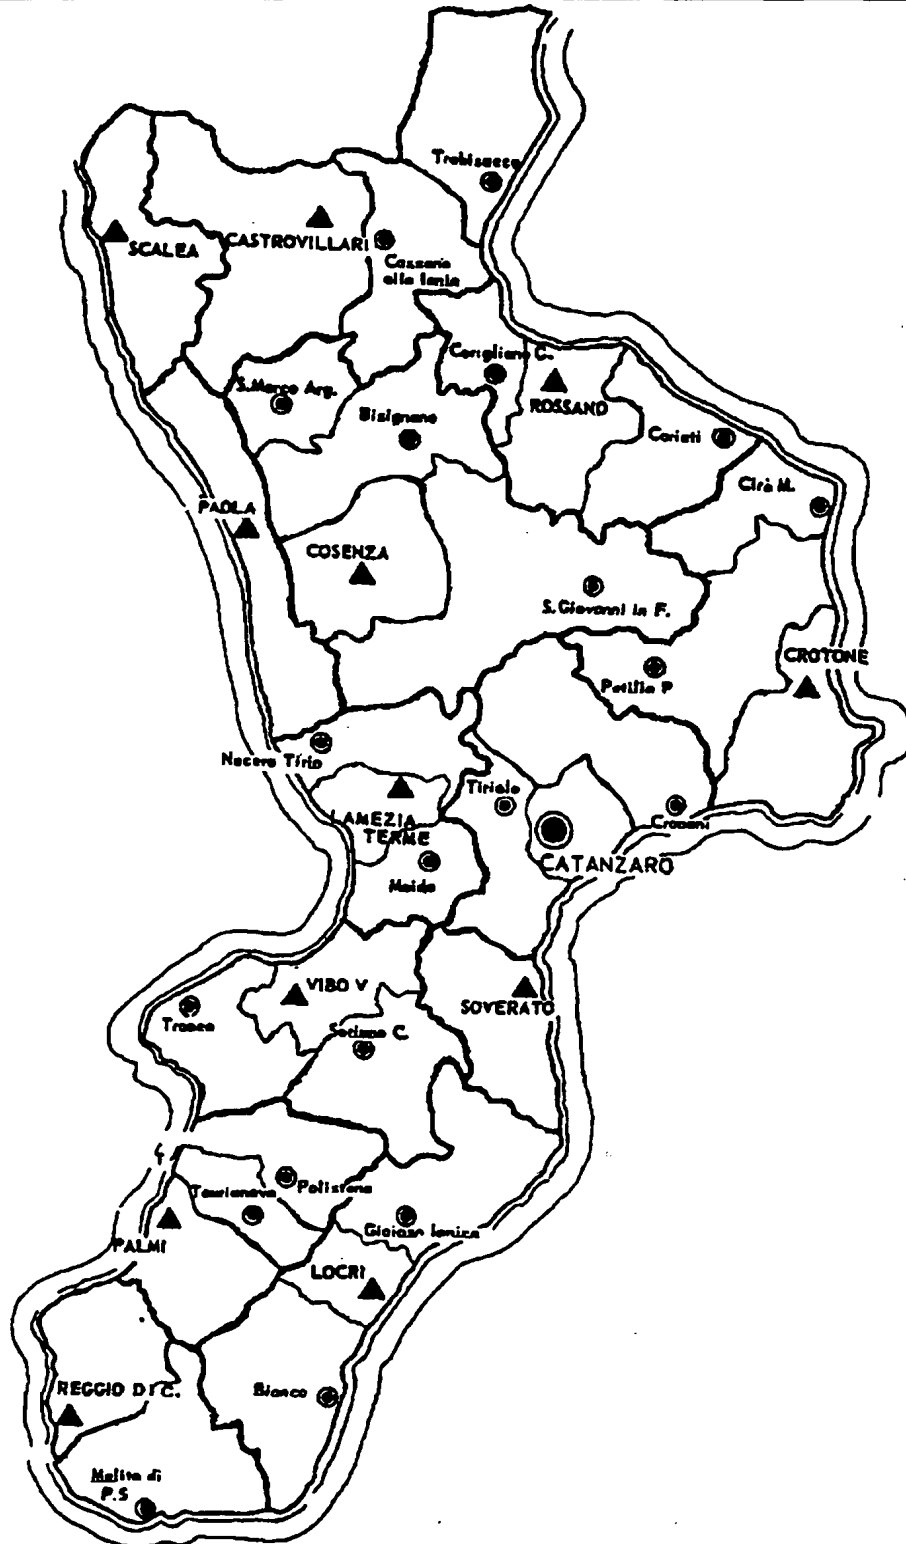 Trebisacce
SCALEA
CASTROVILLARI
Cassano
allo Ionio
Corigliano C.
S. Marco Arg.
ROSSANO
Bisignano
Cariati
Cirò M.
PAOLA
COSENZA
S. Giovanni in F.
CROTONE
Petilia P
Nocera Tirio
Tiriolo
LAMEZIA
TERME
Cropani
CATANZARO
Maida
VIBO V
SOVERATO
Tropea
Soriano C.
Polistena
Taurianova
Gioiosa Ionica
PALMI
LOCRI
REGGIO DI C.
Bianco
Melito di
P.S